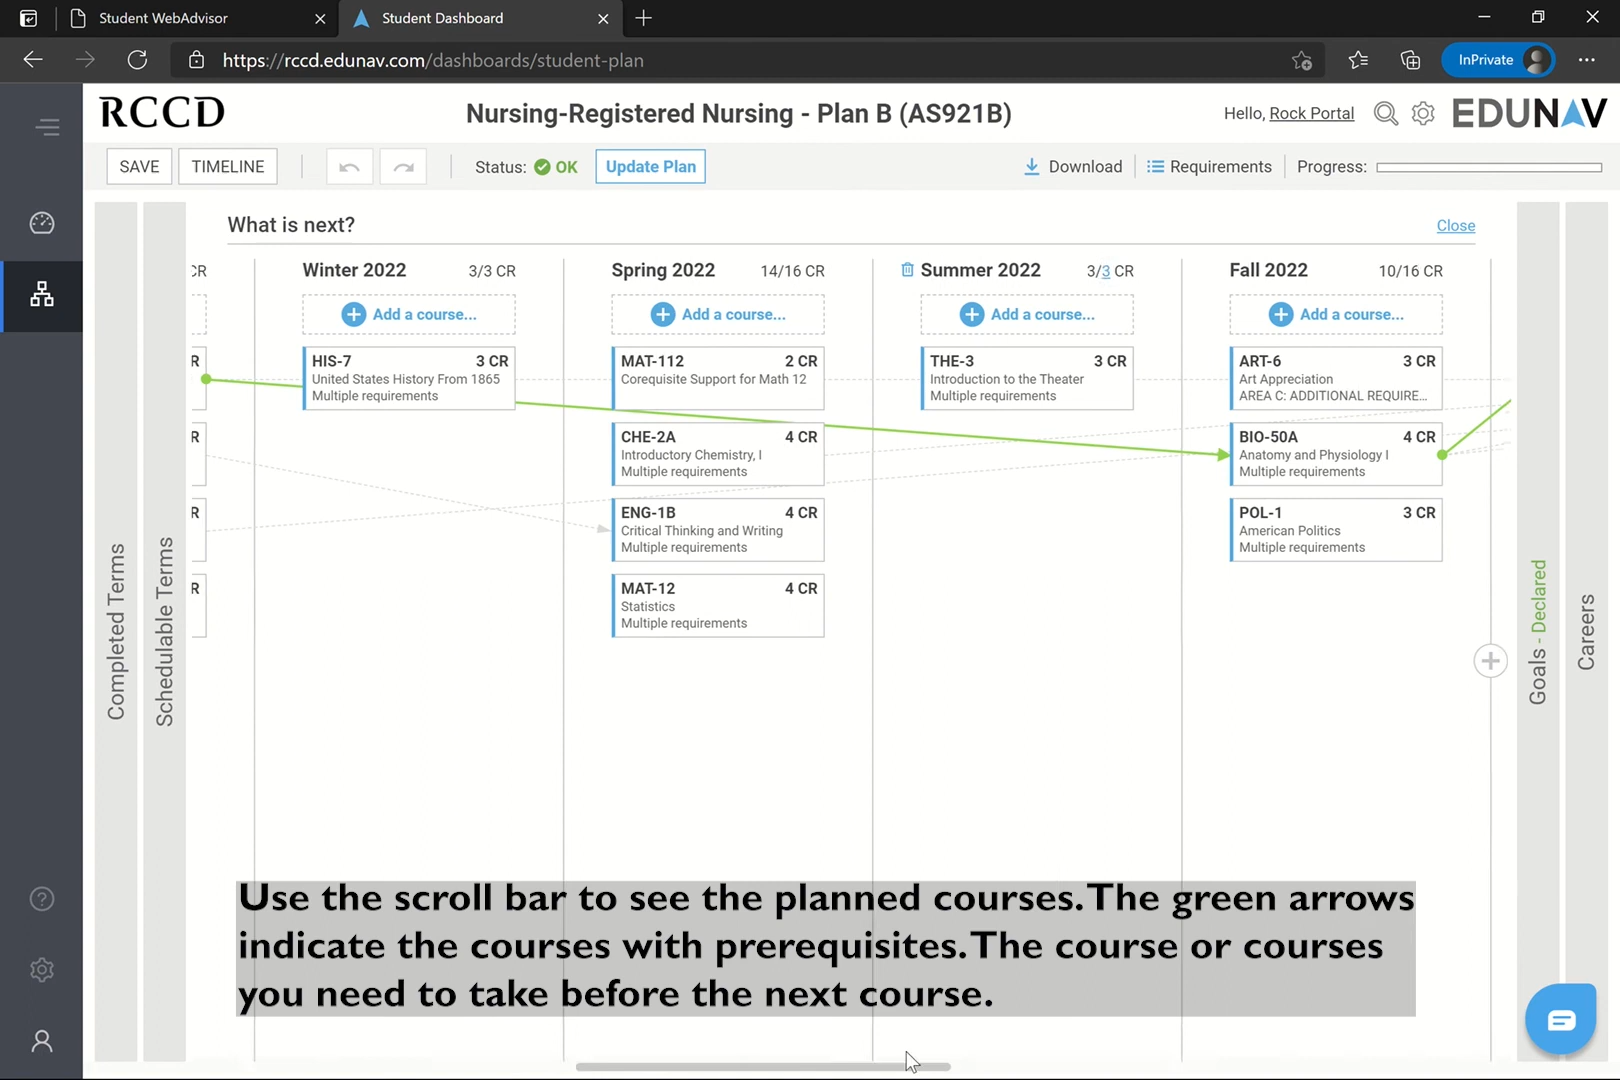 Student WebAdvisor
Student Dashboard
https://rccd.edunav.com/dashboards/student-plan
InPrivate
RCCD
Nursing-Registered Nursing - Plan B (AS921B)
Hello, Rock Portal
EDUNAV
SAVE
TIMELINE
Status: OK
Update Plan
Download
Requirements
Progress:
What is next?
Close
Completed Terms
Schedulable Terms
CR
R
R
R
R
Winter 2022 3/3 CR
Add a course...
HIS-7 3 CR
United States History From 1865
Multiple requirements
Spring 2022 14/16 CR
Add a course...
MAT-112 2 CR
Corequisite Support for Math 12
CHE-2A 4 CR
Introductory Chemistry, I
Multiple requirements
ENG-1B 4 CR
Critical Thinking and Writing
Multiple requirements
MAT-12 4 CR
Statistics
Multiple requirements
Summer 2022 3/3 CR
Add a course...
THE-3 3 CR
Introduction to the Theater
Multiple requirements
Fall 2022 10/16 CR
Add a course...
ART-6 3 CR
Art Appreciation
AREA C: ADDITIONAL REQUIRE...
BIO-50A 4 CR
Anatomy and Physiology I
Multiple requirements
POL-1 3 CR
American Politics
Multiple requirements
Goals - Declared
Careers
Use the scroll bar to see the planned courses. The green arrows
indicate the courses with prerequisites. The course or courses
you need to take before the next course.